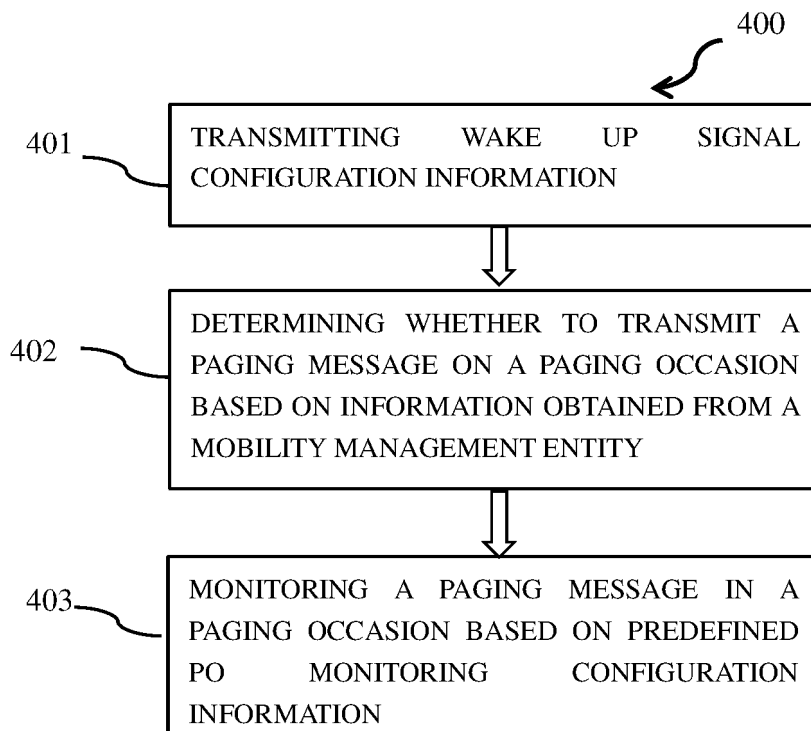 400
401
TRANSMITTING WAKE UP SIGNAL
CONFIGURATION INFORMATION
402
DETERMINING WHETHER TO TRANSMIT A
PAGING MESSAGE ON A PAGING OCCASION
BASED ON INFORMATION OBTAINED FROM A
MOBILITY MANAGEMENT ENTITY
403
MONITORING A PAGING MESSAGE IN A
PAGING OCCASION BASED ON PREDEFINED
PO MONITORING CONFIGURATION
INFORMATION